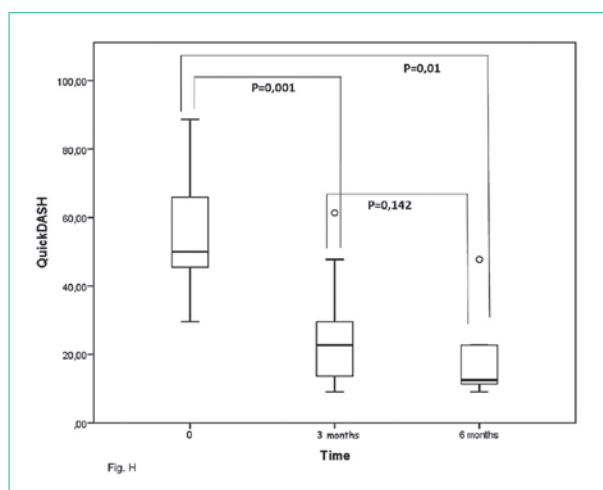 100,00
P=0,01
P=0,001
80,00
60,00
P=0,142
QuickDASH
40,00
20,00
,00
0
3 months
6 months
Time
Fig. H